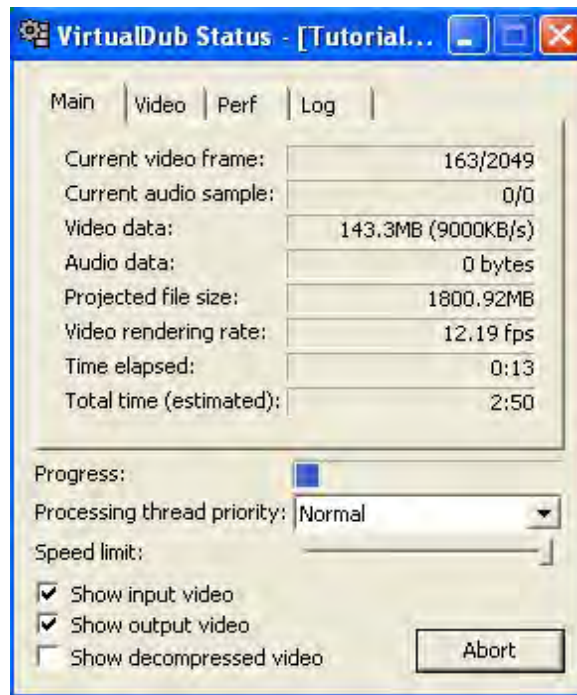 VirtualDub Status - [Tutorial...
Main Video Perf Log
Current video frame: 163/2049
Current audio sample: 0/0
Video data: 143.3MB (9000KB/s)
Audio data: 0 bytes
Projected file size: 1800.92MB
Video rendering rate: 12.19 fps
Time elapsed: 0:13
Total time (estimated): 2:50
Progress:
Processing thread priority: Normal
Speed limit:
Show input video
Show output video
Show decompressed video
Abort